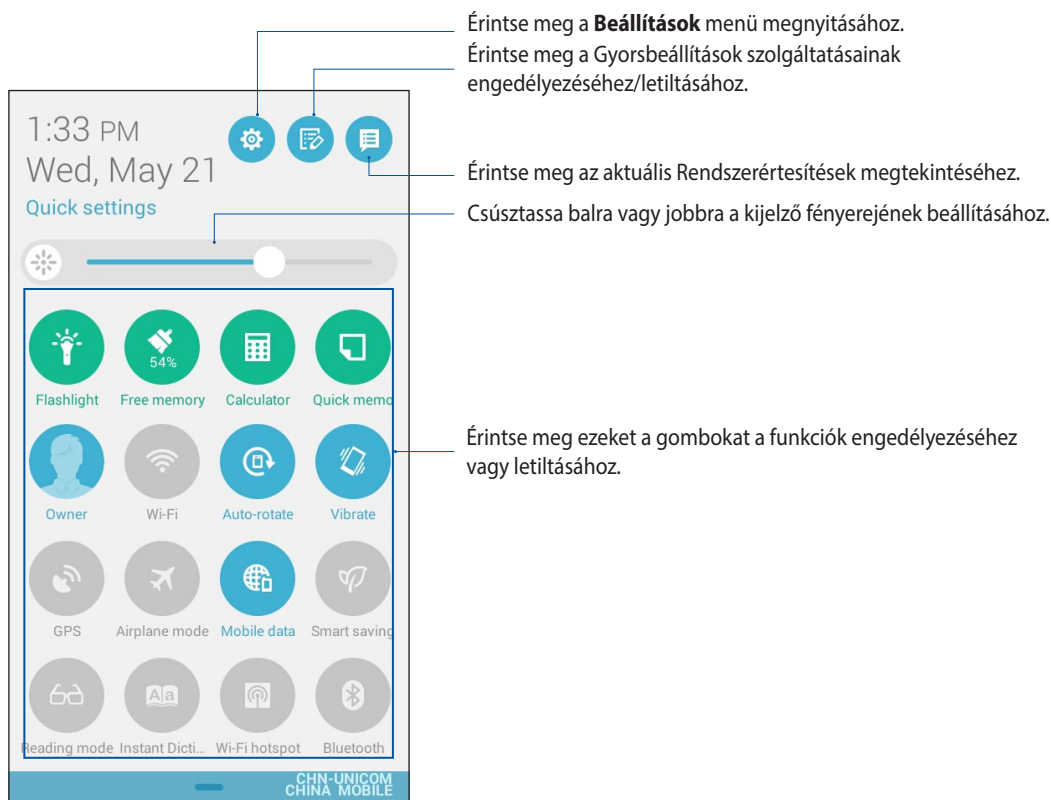 Érintse meg a Beállítások menü megnyitásához.
Érintse meg a Gyorsbeállítások szolgáltatásainak
engedélyezéséhez/letiltásához.
1:33 PM
Wed, May 21
Quick settings
Érintse meg az aktuális Rendszerértesítések megtekintéséhez.
Csúsztassa balra vagy jobbra a kijelző fényerejének beállításához.
54%
Flashlight Free memory Calculator Quick memo
Érintse meg ezeket a gombokat a funkciók engedélyezéséhez
vagy letiltásához.
Owner Wi-Fi Auto-rotate Vibrate
GPS Airplane mode Mobile data Smart saving
Aa
Reading mode Instant Dicti... Wi-Fi hotspot Bluetooth
CHN-UNICOM
CHINA MOBILE